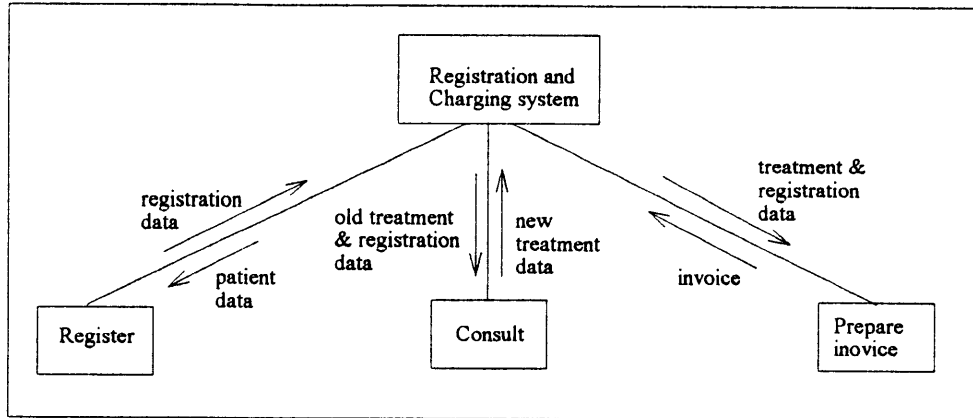 Registration and
Charging system
registration
data
patient
data
old treatment
& registration
data
new
treatment
data
treatment &
registration
data
invoice
Register
Consult
Prepare
inovice